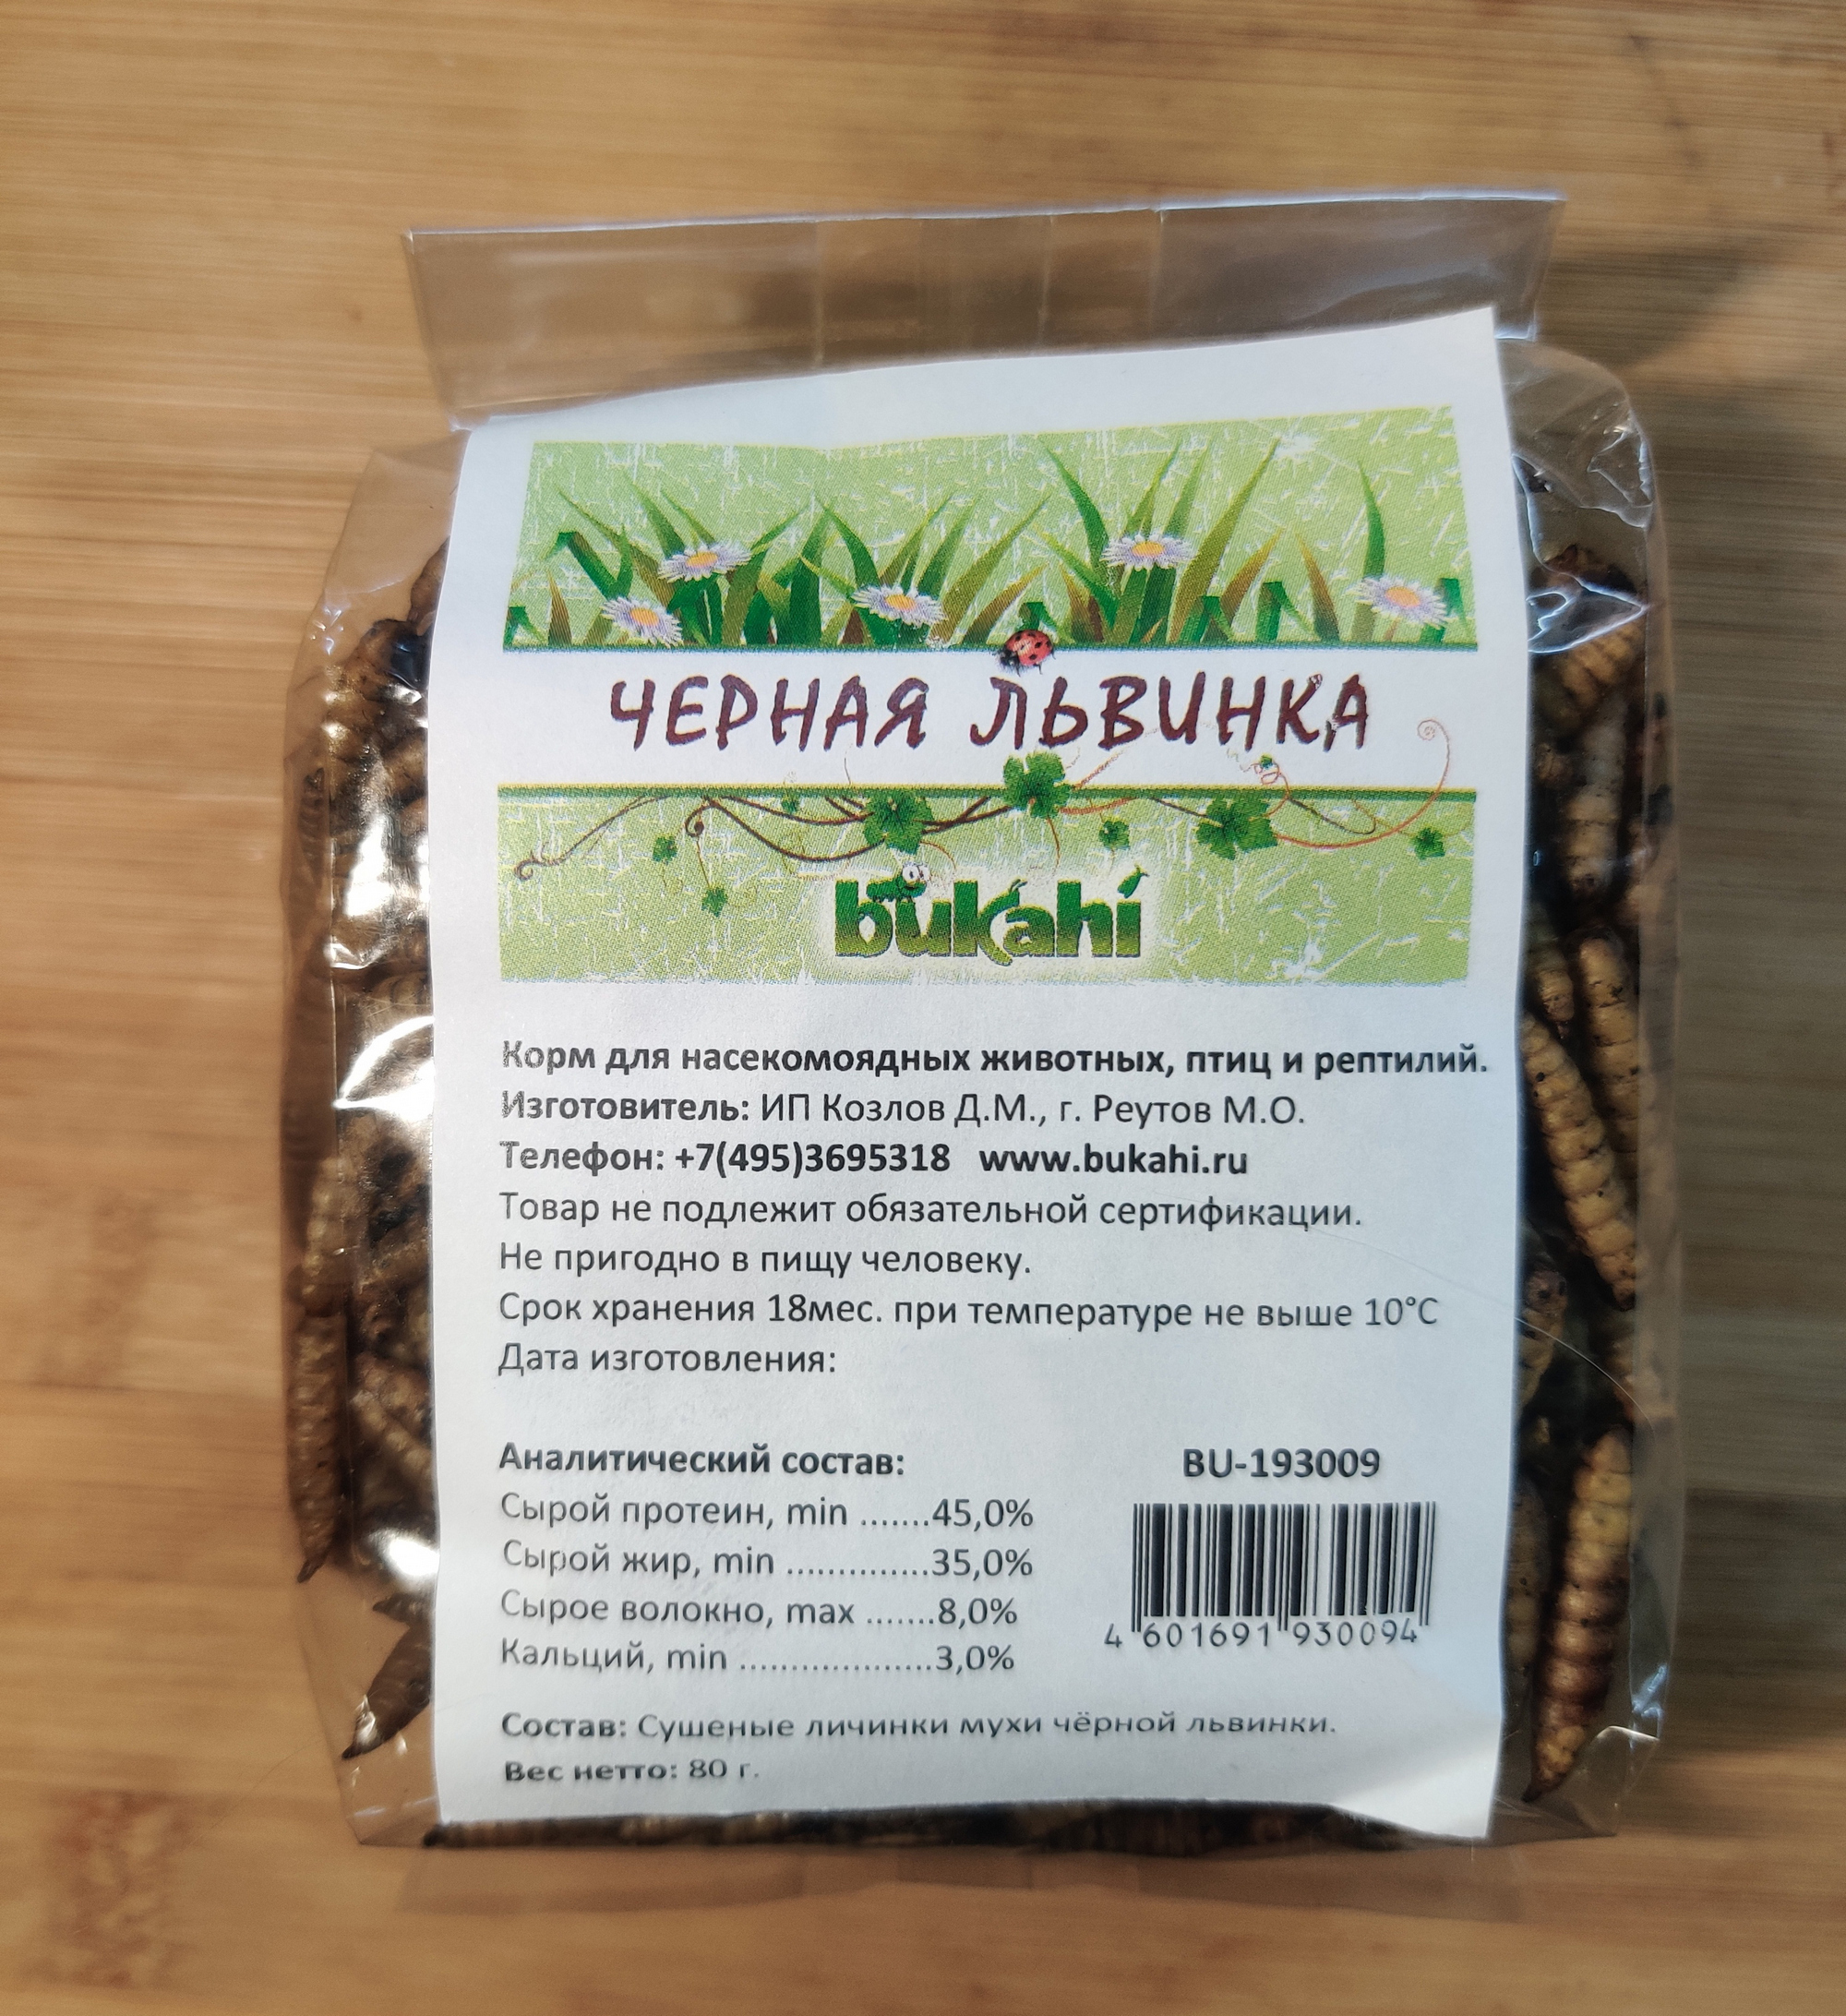 ЧЕРНАЯ ЛЬВИНКА
bukahi
Корм для насекомоядных животных, птиц и рептилий.
Изготовитель: ИП Козлов Д.М., г. Реутов М.О.
Телефон: +7(495)3695318 www.bukahi.ru
Товар не подлежит обязательной сертификации.
Не пригодно в пищу человеку.
Срок хранения 18мес. при температуре не выше 10°C
Дата изготовления:
Аналитический состав:
BU-193009
Сырой протеин, min .......45,0%
Сырой жир, min ..............35,0%
Сырое волокно, max .......8,0%
Кальций, min ...................3,0%
4 601691 930094
Состав: Сушеные личинки мухи чёрной львинки.
Вес нетто: 80 г.